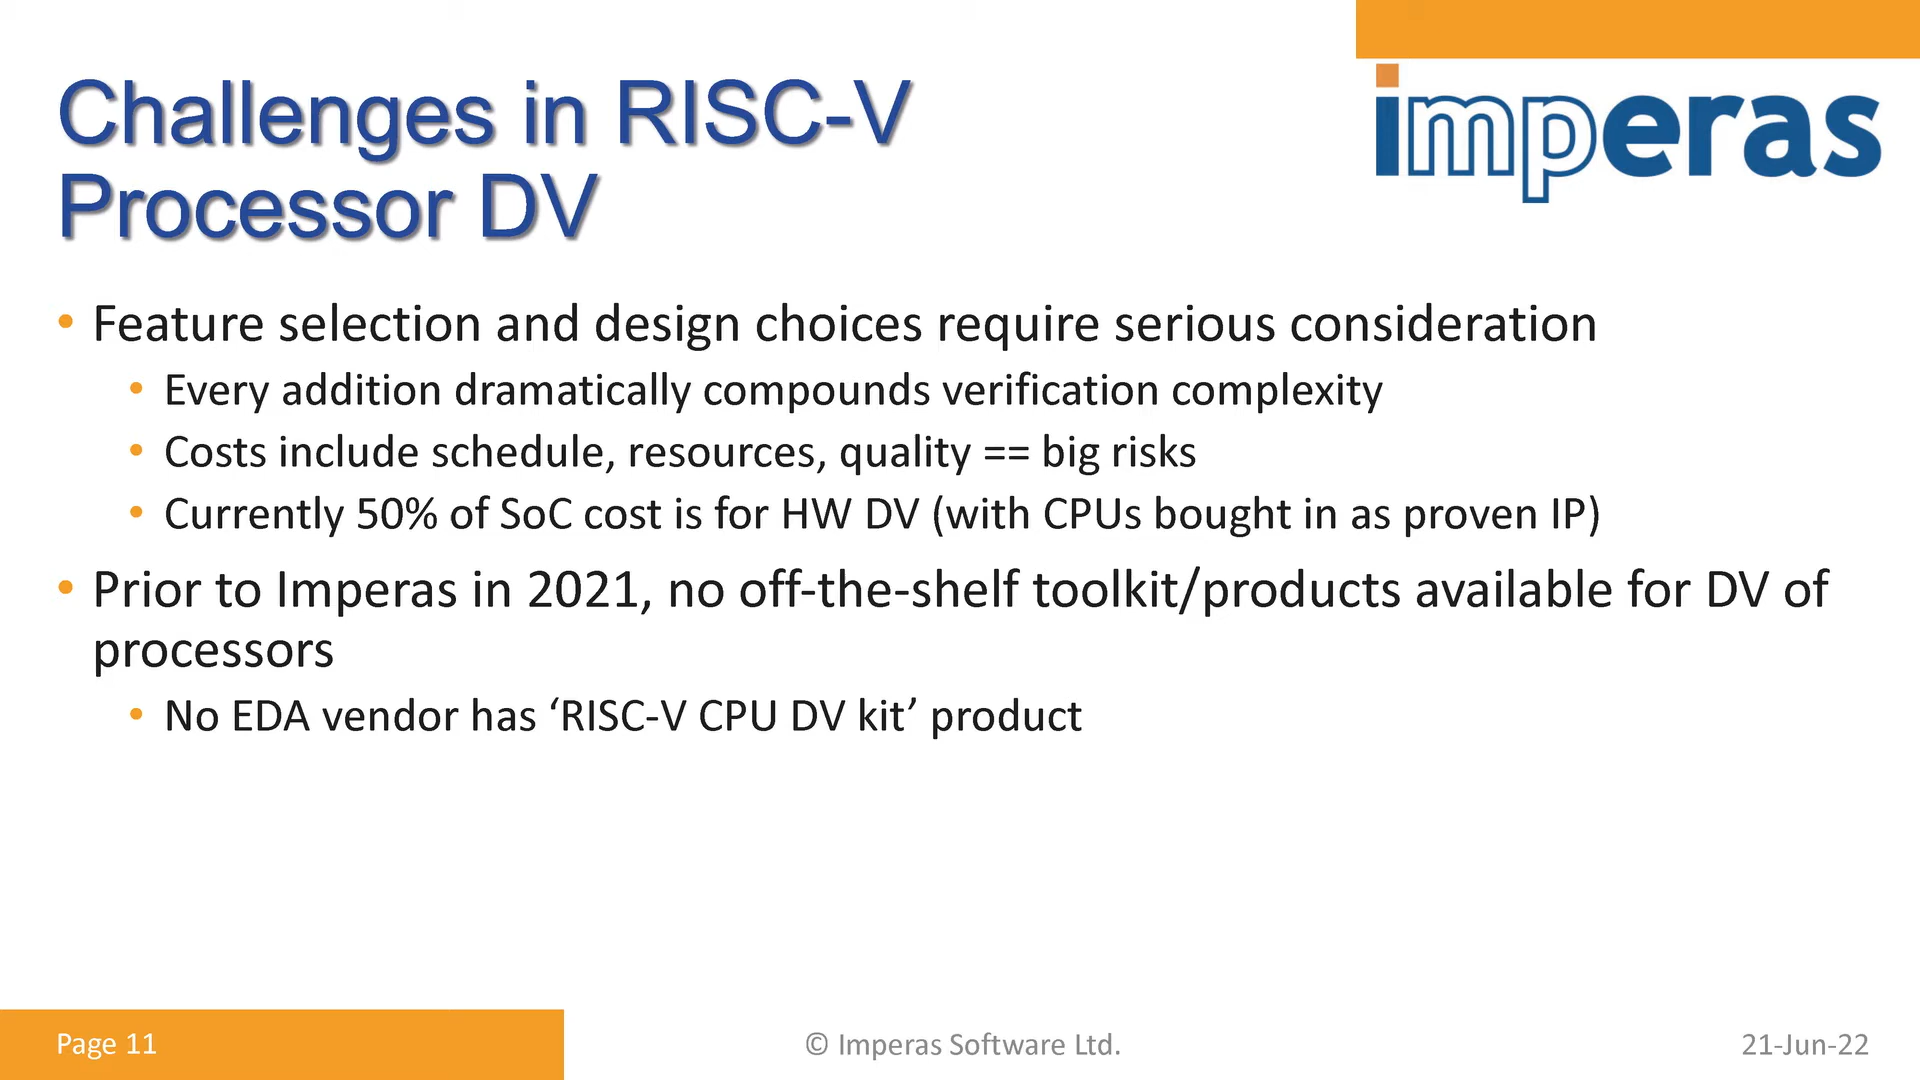 Challenges in RISC-V
Processor DV
imperas
• Feature selection and design choices require serious consideration
• Every addition dramatically compounds verification complexity
• Costs include schedule, resources, quality == big risks
• Currently 50% of SoC cost is for HW DV (with CPUs bought in as proven IP)
• Prior to Imperas in 2021, no off-the-shelf toolkit/products available for DV of
processors
• No EDA vendor has ‘RISC-V CPU DV kit’ product
Page 11
© Imperas Software Ltd.
21-Jun-22